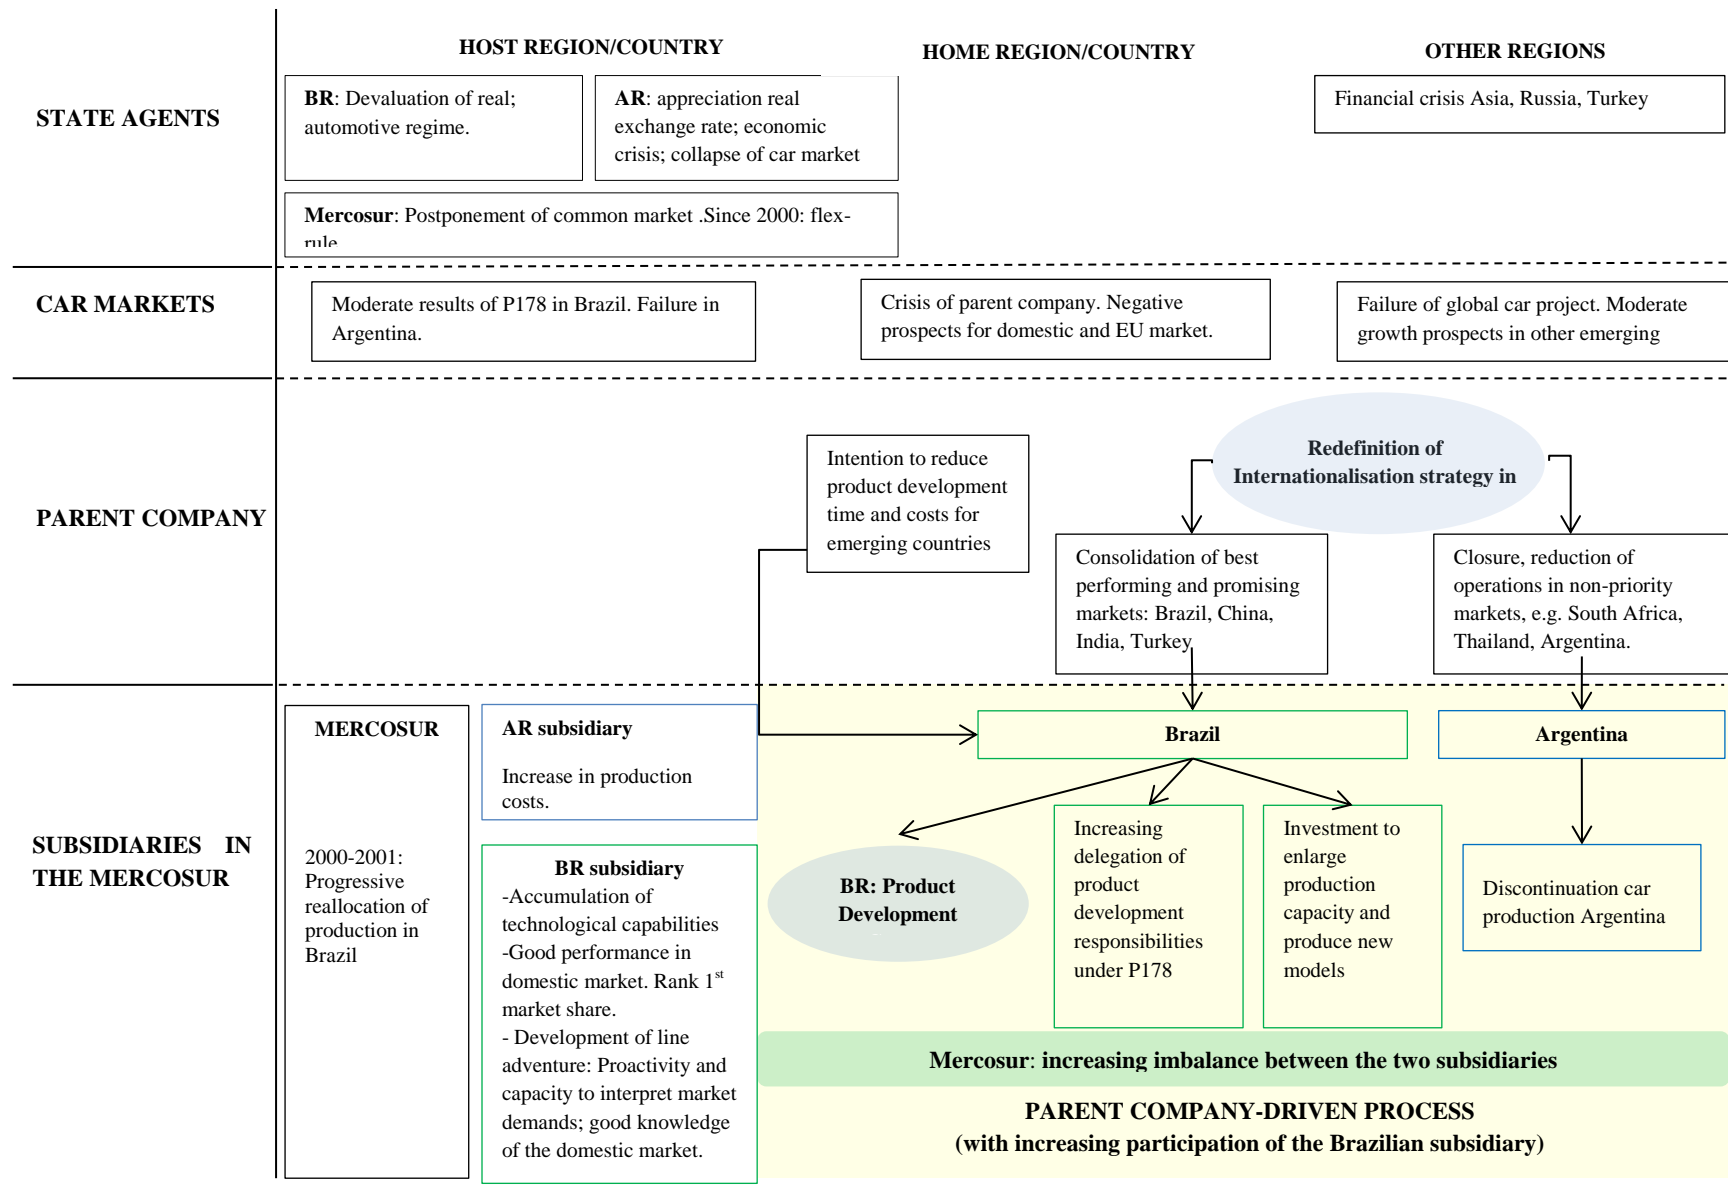 HOST REGION/COUNTRY
HOME REGION/COUNTRY
OTHER REGIONS
STATE AGENTS
BR: Devaluation of real;
automotive regime.
AR: appreciation real
exchange rate; economic
crisis; collapse of car market
Financial crisis Asia, Russia, Turkey
Mercosur: Postponement of common market .Since 2000: flex-
rule
CAR MARKETS
Moderate results of P178 in Brazil. Failure in
Argentina.
Crisis of parent company. Negative
prospects for domestic and EU market.
Failure of global car project. Moderate
growth prospects in other emerging
PARENT COMPANY
Intention to reduce
product development
time and costs for
emerging countries
Redefinition of
Internationalisation strategy in
Consolidation of best
performing and promising
markets: Brazil, China,
India, Turkey
Closure, reduction of
operations in non-priority
markets, e.g. South Africa,
Thailand, Argentina.
SUBSIDIARIES IN
THE MERCOSUR
MERCOSUR
2000-2001:
Progressive
reallocation of
production in
Brazil
AR subsidiary
Increase in production
costs.
BR subsidiary
-Accumulation of
technological capabilities
-Good performance in
domestic market. Rank 1st
market share.
- Development of line
adventure: Proactivity and
capacity to interpret market
demands; good knowledge
of the domestic market.
Brazil
Argentina
BR: Product
Development
Increasing
delegation of
product
development
responsibilities
under P178
Investment to
enlarge
production
capacity and
produce new
models
Discontinuation car
production Argentina
Mercosur: increasing imbalance between the two subsidiaries
PARENT COMPANY-DRIVEN PROCESS
(with increasing participation of the Brazilian subsidiary)